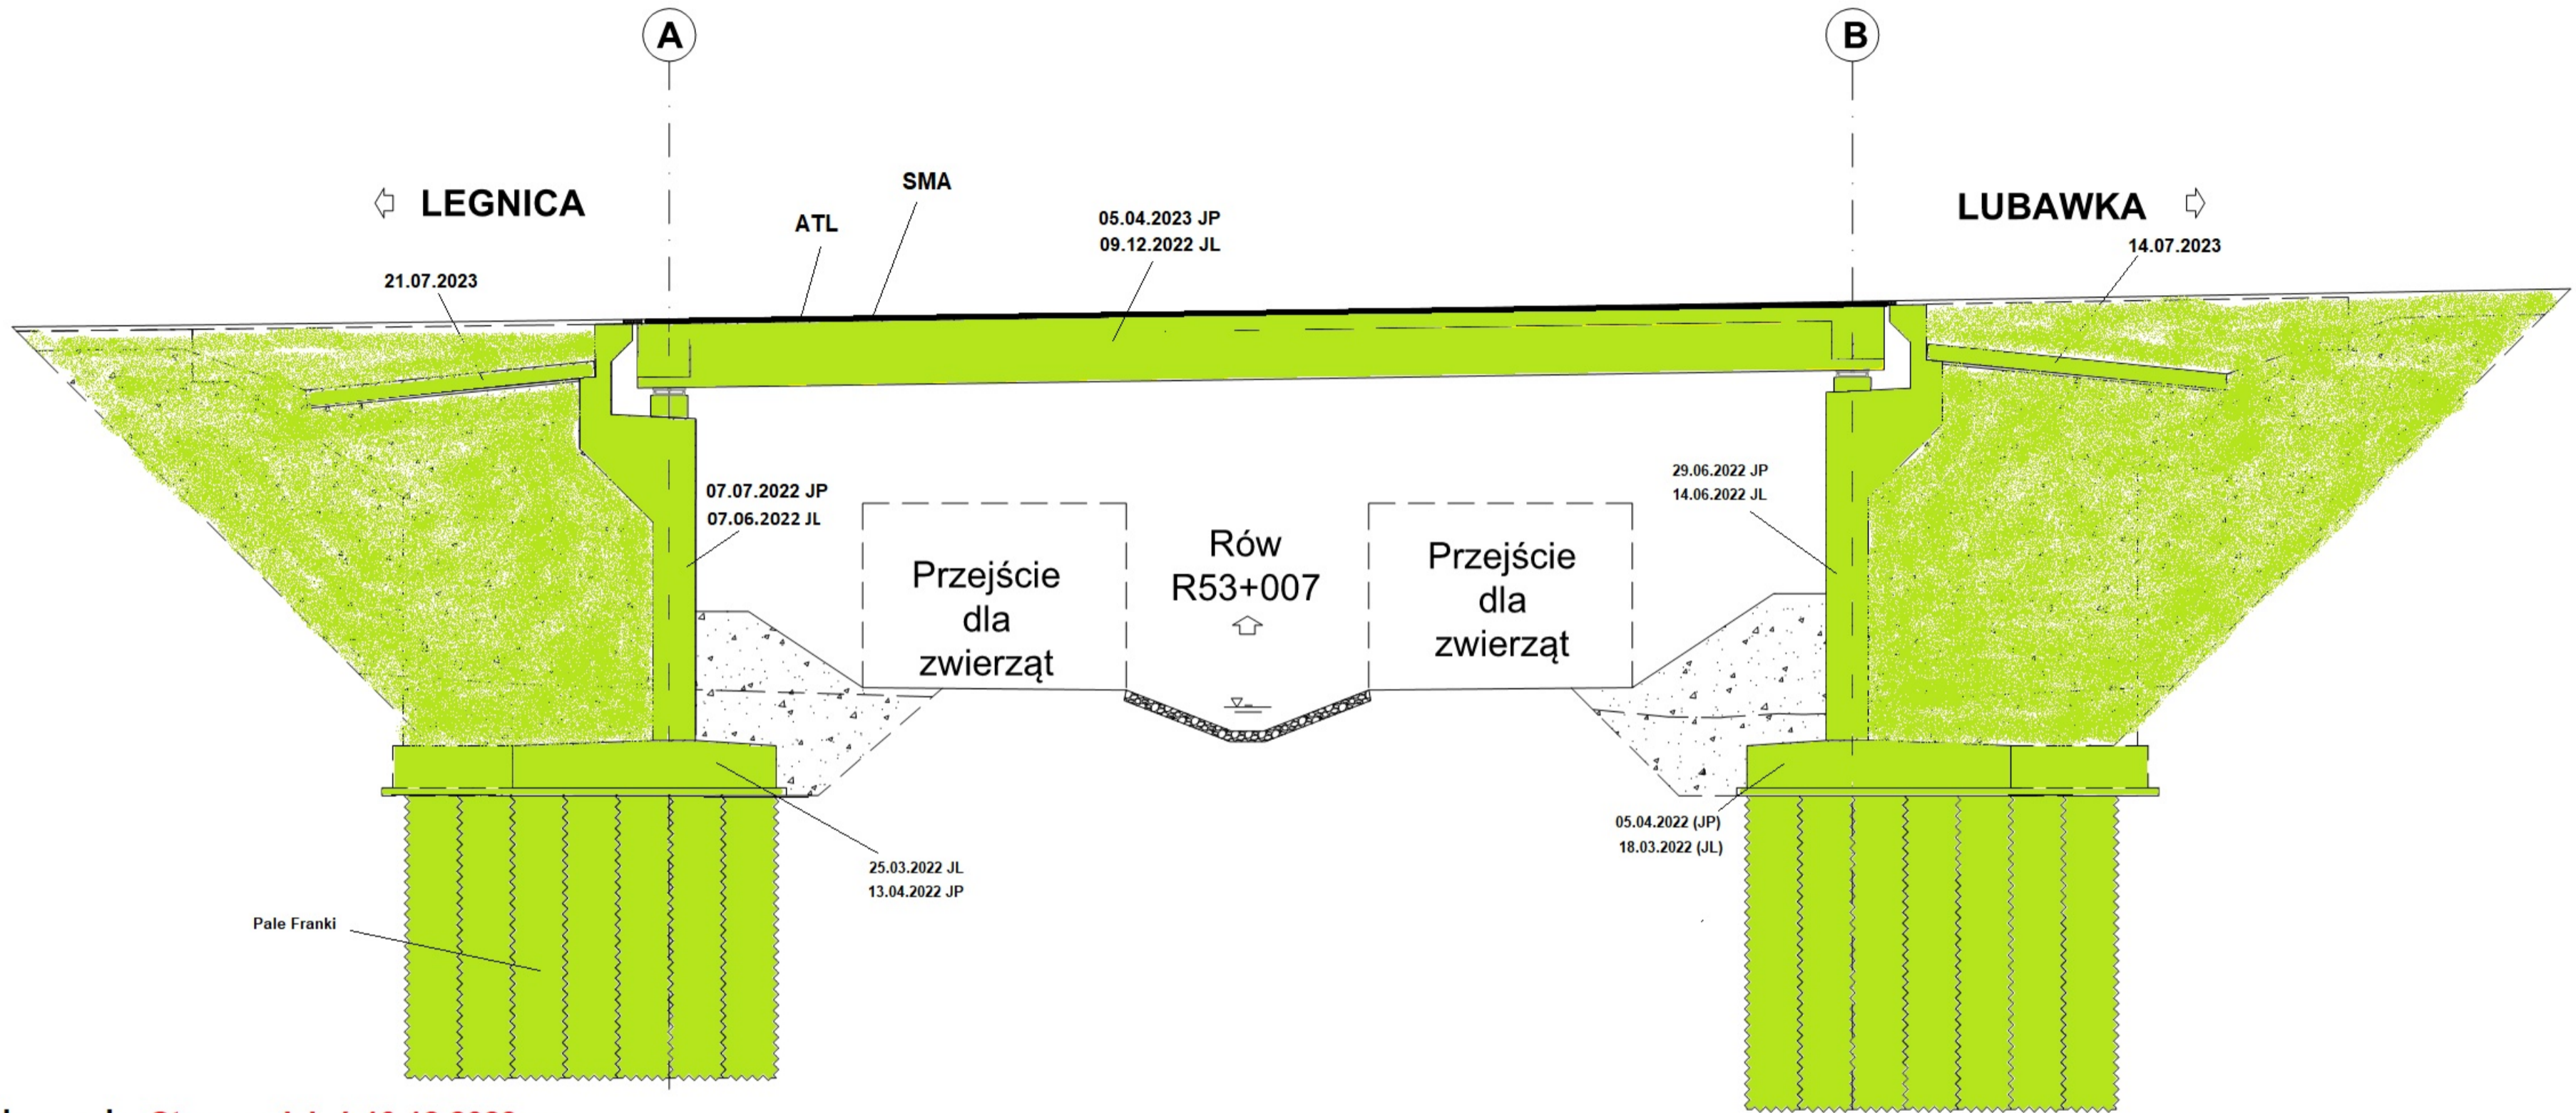 A
B
LEGNICA
LUBAWKA
SMA
ATL
05.04.2023 JP
09.12.2022 JL
14.07.2023
21.07.2023
07.07.2022 JP
07.06.2022 JL
29.06.2022 JP
14.06.2022 JL
Przejście
dla
zwierząt
Rów
R53+007
Przejście
dla
zwierząt
05.04.2022 (JP)
18.03.2022 (JL)
25.03.2022 JL
13.04.2022 JP
Pale Franki